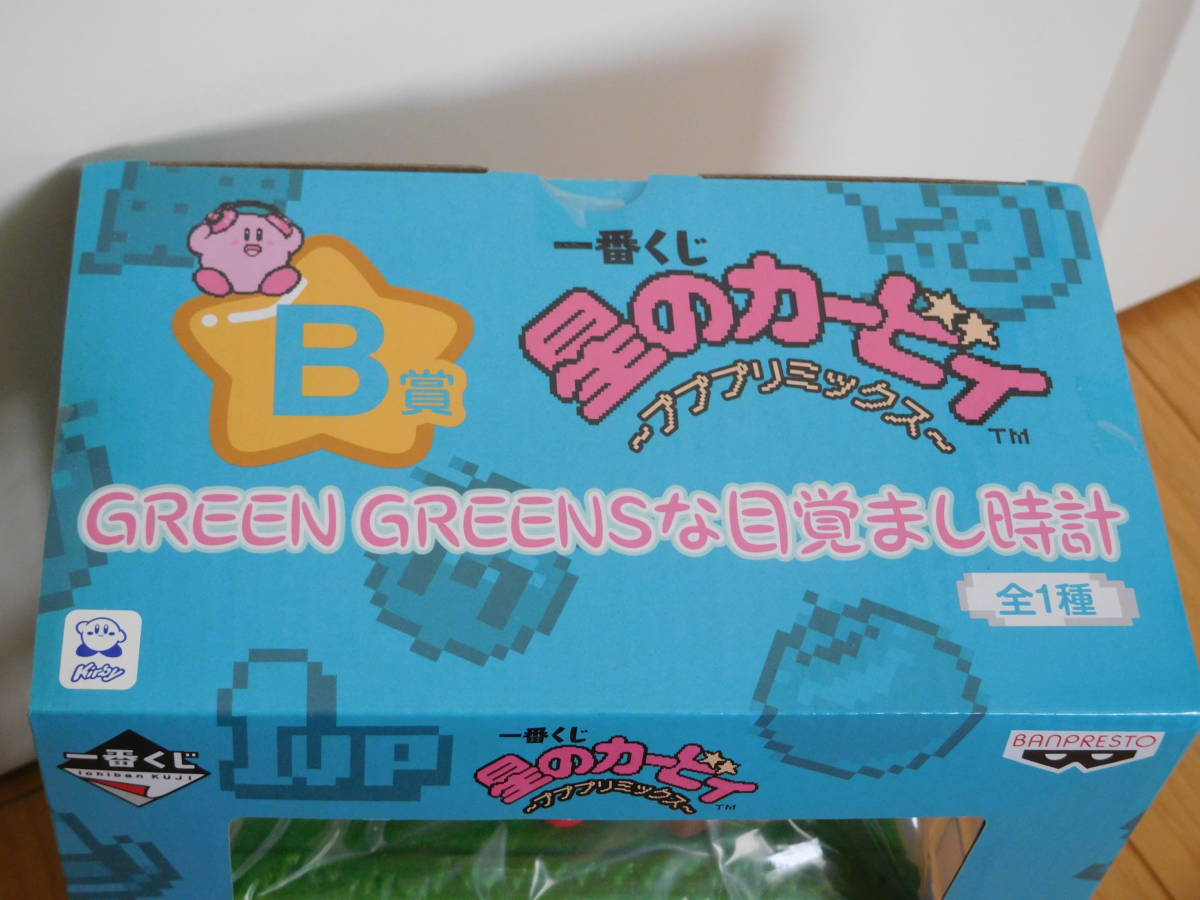 一番くじ
星のカービィ
~プププリミックス~
TM
B賞
GREEN GREENSな目覚まし時計
全1種
Kirby
1UP
一番くじ
Ichiban KUJI
一番くじ
星のカービィ
~プププリミックス~
TM
BANPRESTO